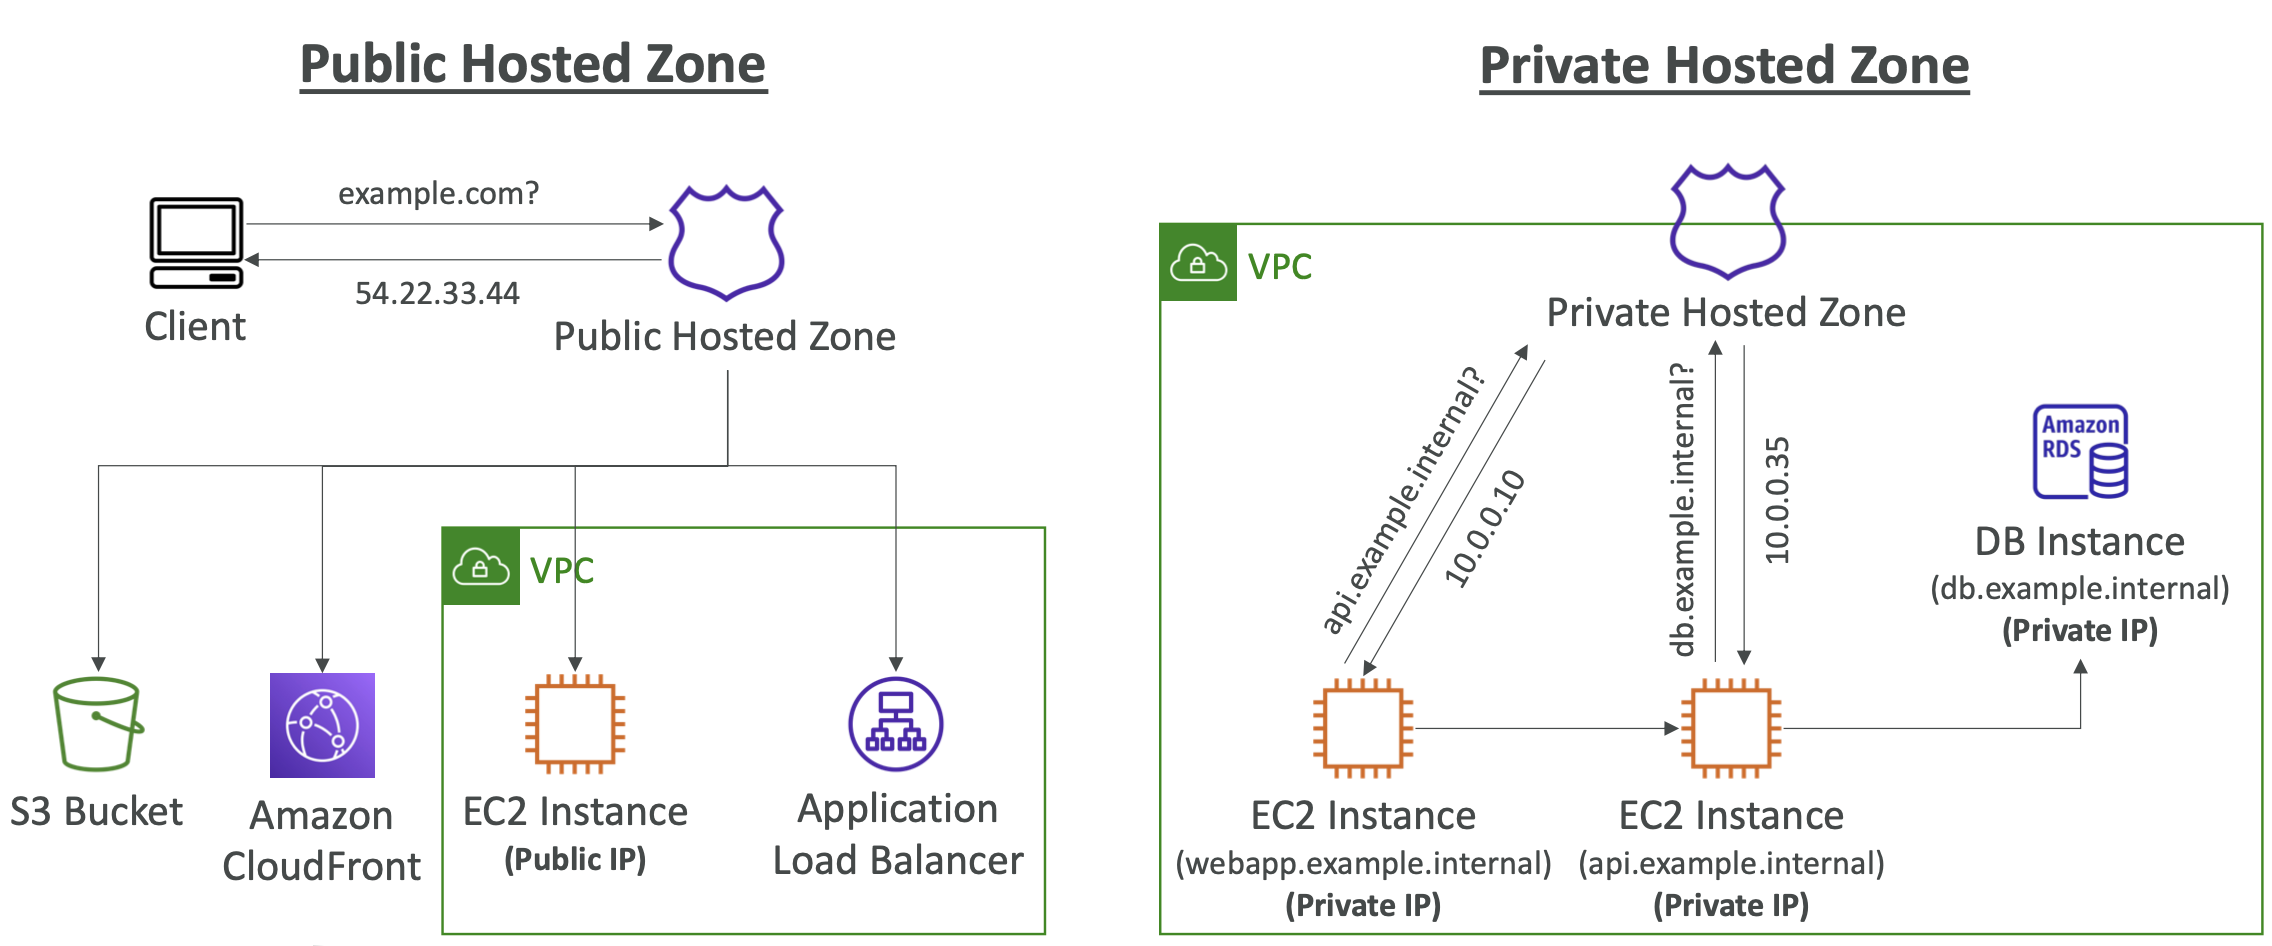 Public Hosted Zone
example.com?
54.22.33.44
Client
Public Hosted Zone
VPC
S3 Bucket
Amazon
CloudFront
EC2 Instance
(Public IP)
Application
Load Balancer
Private Hosted Zone
VPC
Private Hosted Zone
api.example.internal?
10.0.0.10
db.example.internal?
10.0.0.35
Amazon
RDS
DB Instance
(db.example.internal)
(Private IP)
EC2 Instance
(webapp.example.internal)
(Private IP)
EC2 Instance
(api.example.internal)
(Private IP)